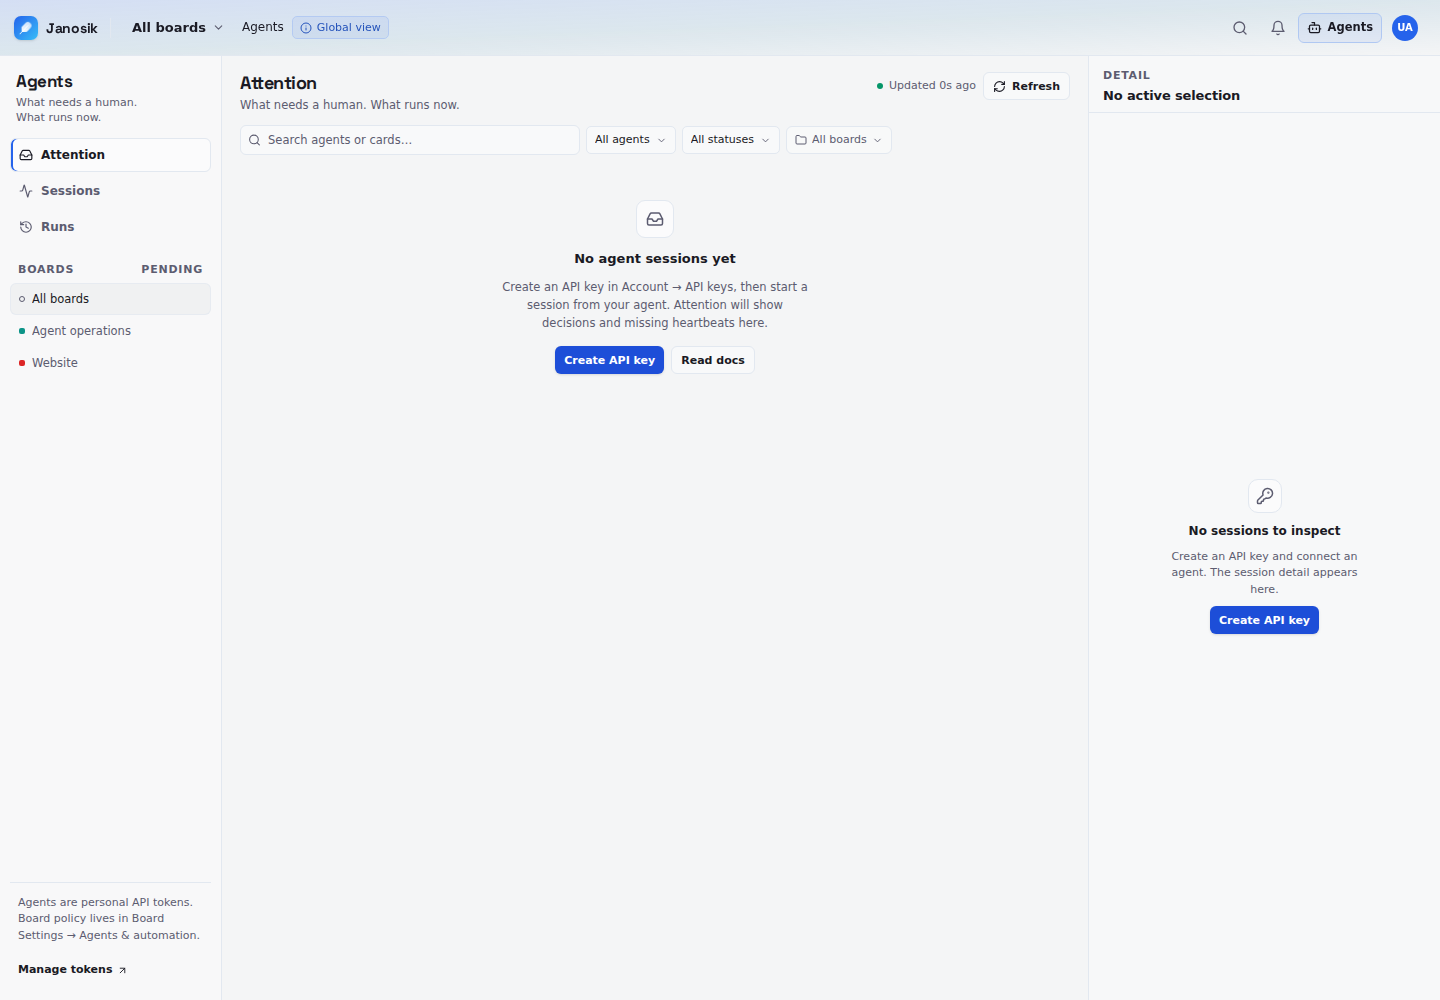 Janosik
All boards
Agents
Global view
Agents
UA
Agents
What needs a human.
What runs now.
Attention
Sessions
Runs
BOARDS PENDING
All boards
Agent operations
Website
Agents are personal API tokens.
Board policy lives in Board
Settings → Agents & automation.
Manage tokens
Attention
What needs a human. What runs now.
Updated 0s ago
Refresh
Search agents or cards...
All agents
All statuses
All boards
No agent sessions yet
Create an API key in Account → API keys, then start a
session from your agent. Attention will show
decisions and missing heartbeats here.
Create API key
Read docs
DETAIL
No active selection
No sessions to inspect
Create an API key and connect an
agent. The session detail appears
here.
Create API key